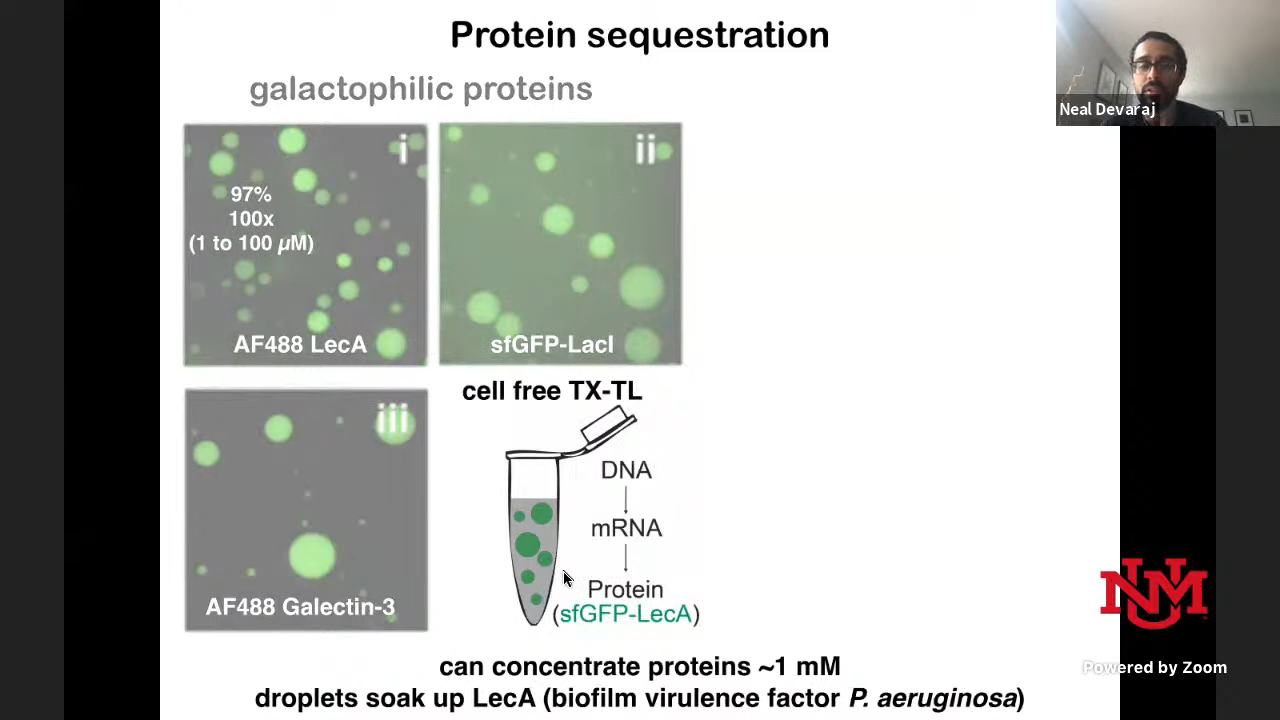 Protein sequestration
Neal Devaraj
galactophilic proteins
i
97%
100x
(1 to 100 µM)
AF488 LecA
ii
sfGFP-LacI
iii
AF488 Galectin-3
cell free TX-TL
DNA
mRNA
Protein
(sfGFP-LecA)
can concentrate proteins ~1 mM
droplets soak up LecA (biofilm virulence factor P. aeruginosa)
UNM
Powered by Zoom